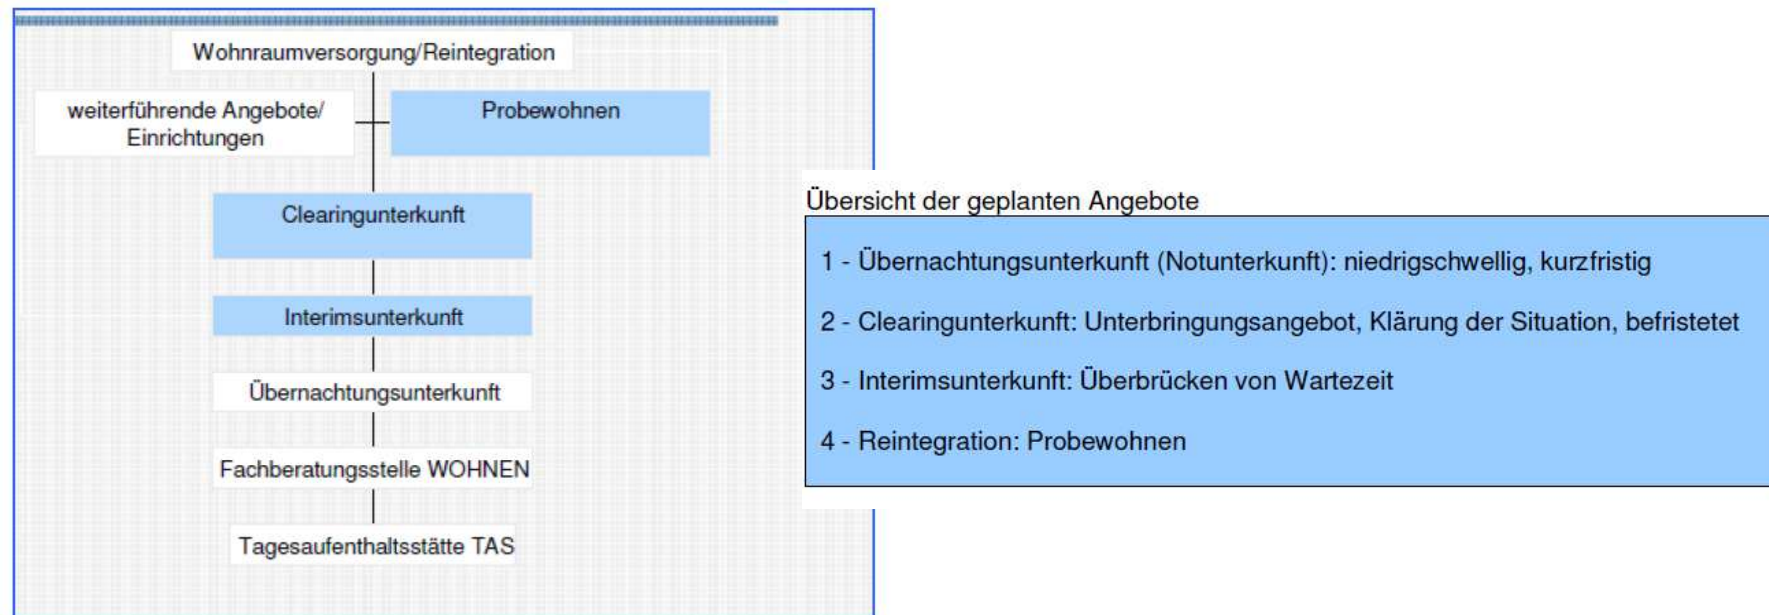 Wohnraumversorgung/Reintegration
weiterführende Angebote/
Einrichtungen
Probewohnen
Clearingunterkunft
Interimsunterkunft
Übernachtungsunterkunft
Fachberatungsstelle WOHNEN
Tagesaufenthaltsstätte TAS
Übersicht der geplanten Angebote
1 - Übernachtungsunterkunft (Notunterkunft): niedrigschwellig, kurzfristig
2 - Clearingunterkunft: Unterbringungsangebot, Klärung der Situation, befristetet
3 - Interimsunterkunft: Überbrücken von Wartezeit
4 - Reintegration: Probewohnen